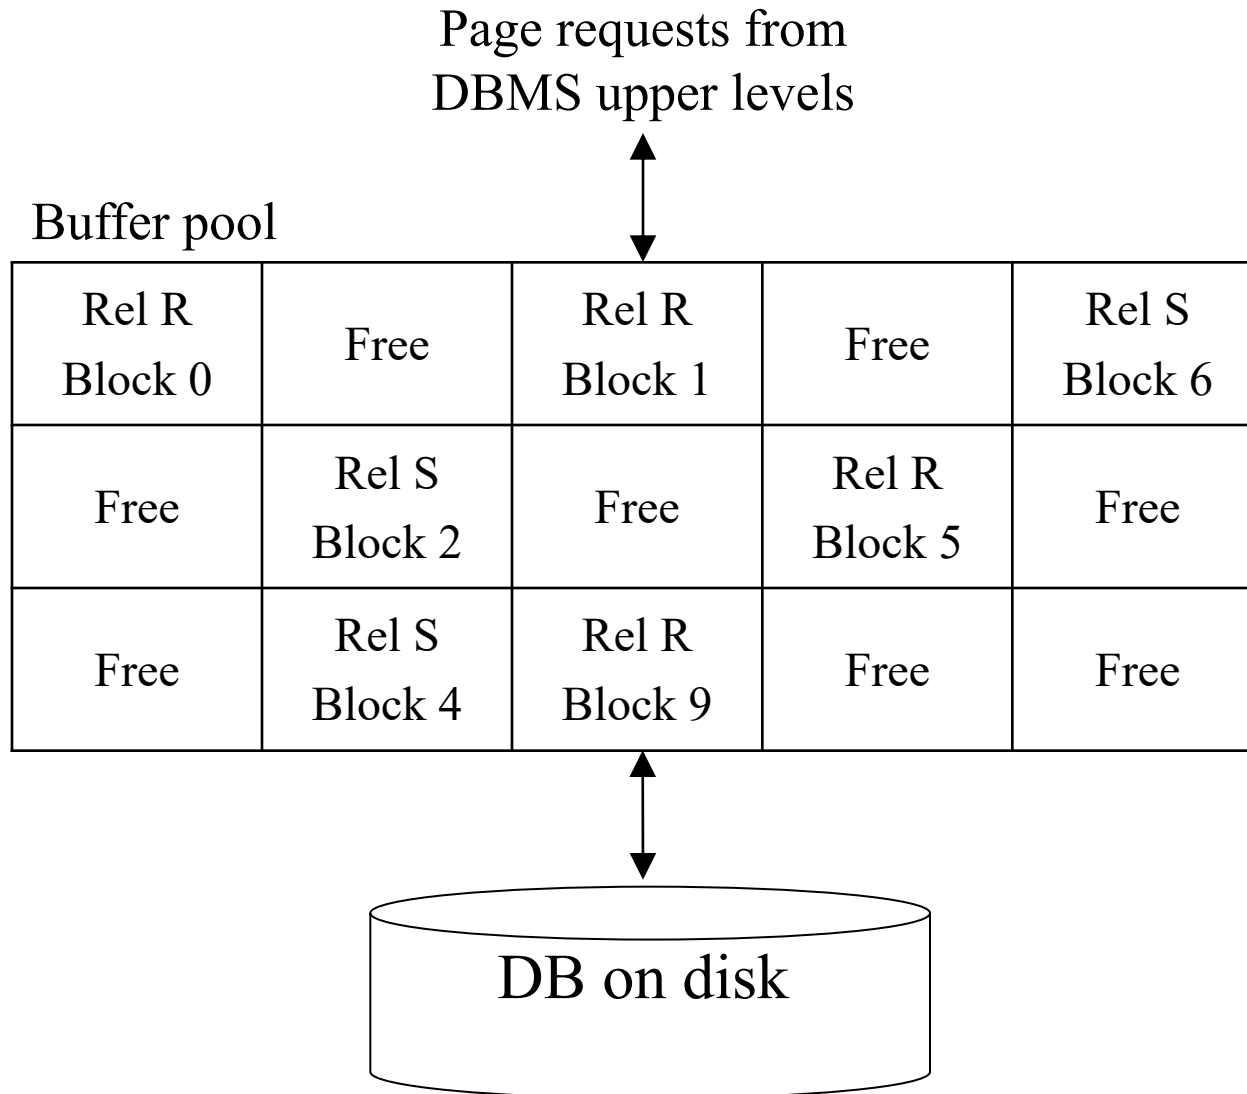 Page requests from
DBMS upper levels
Buffer pool
Rel R
Block 0
Free
Rel R
Block 1
Free
Rel S
Block 6
Free
Rel S
Block 2
Free
Rel R
Block 5
Free
Free
Rel S
Block 4
Rel R
Block 9
Free
Free
DB on disk